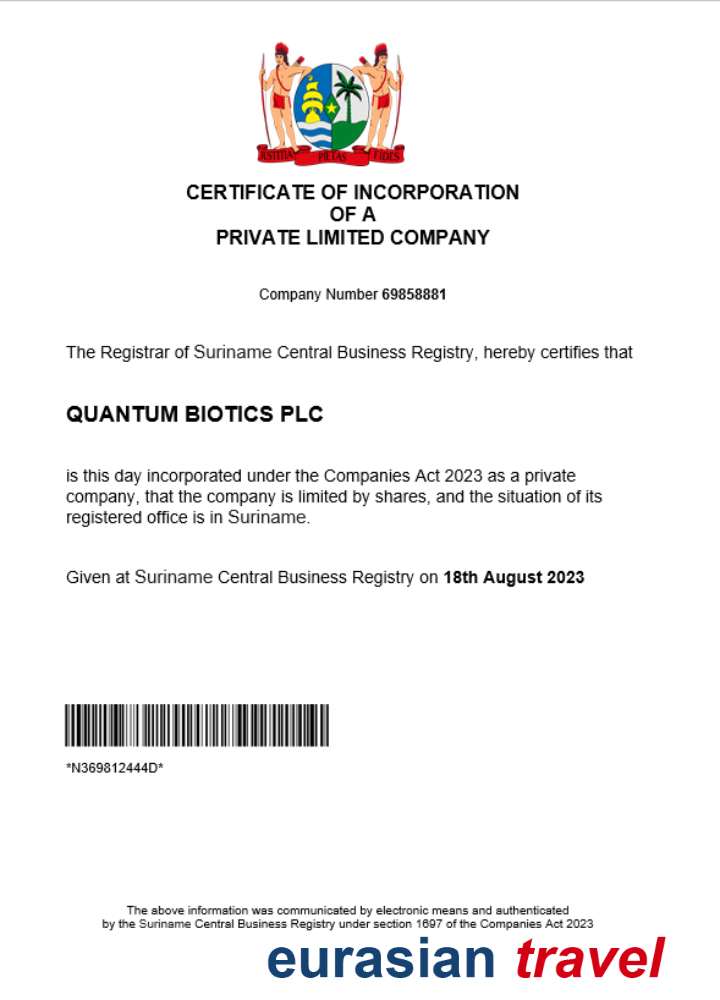 JUSTITIA PIETAS FIDES
CERTIFICATE OF INCORPORATION
OF A
PRIVATE LIMITED COMPANY
Company Number 69858881
The Registrar of Suriname Central Business Registry, hereby certifies that
QUANTUM BIOTICS PLC
is this day incorporated under the Companies Act 2023 as a private
company, that the company is limited by shares, and the situation of its
registered office is in Suriname.
Given at Suriname Central Business Registry on 18th August 2023
*N369812444D*
The above information was communicated by electronic means and authenticated
by the Suriname Central Business Registry under section 1697 of the Companies Act 2023
eurasian travel